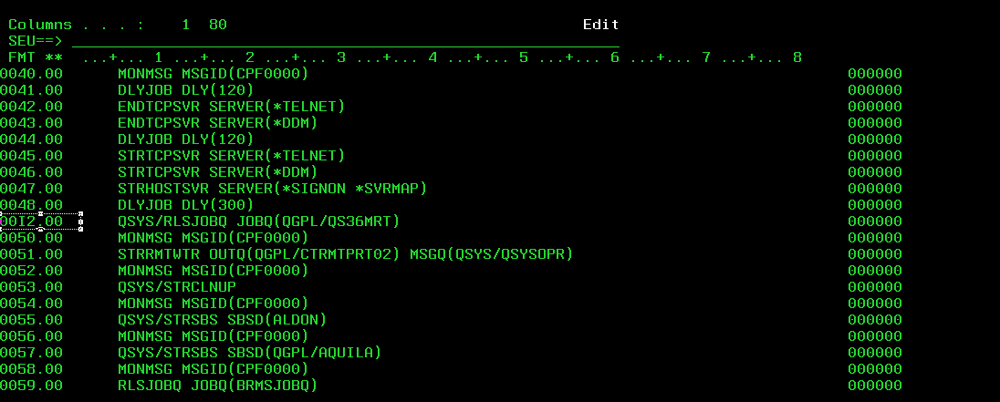 Columns . . . :    1  80                                        Edit
SEU==>
FMT **  ...+... 1 ...+... 2 ...+... 3 ...+... 4 ...+... 5 ...+... 6 ...+... 7 ...+... 8
0040.00      MONMSG MSGID(CPF0000)      000000
0041.00      DLYJOB DLY(120)      000000
0042.00      ENDTCPSVR SERVER(*TELNET)      000000
0043.00      ENDTCPSVR SERVER(*DDM)      000000
0044.00      DLYJOB DLY(120)      000000
0045.00      STRTCPSVR SERVER(*TELNET)      000000
0046.00      STRTCPSVR SERVER(*DDM)      000000
0047.00      STRHOSTSVR SERVER(*SIGNON *SVRMAP)      000000
0048.00      DLYJOB DLY(300)      000000
00I2.00      QSYS/RLSJOBQ JOBQ(QGPL/QS36MRT)      000000
0050.00      MONMSG MSGID(CPF0000)      000000
0051.00      STRRMTWTR OUTQ(QGPL/CTRMTPRT02) MSGQ(QSYS/QSYSOPR)      000000
0052.00      MONMSG MSGID(CPF0000)      000000
0053.00      QSYS/STRCLNUP      000000
0054.00      MONMSG MSGID(CPF0000)      000000
0055.00      QSYS/STRSBS SBSD(ALDON)      000000
0056.00      MONMSG MSGID(CPF0000)      000000
0057.00      QSYS/STRSBS SBSD(QGPL/AQUILA)      000000
0058.00      MONMSG MSGID(CPF0000)      000000
0059.00      RLSJOBQ JOBQ(BRMSJOBQ)      000000